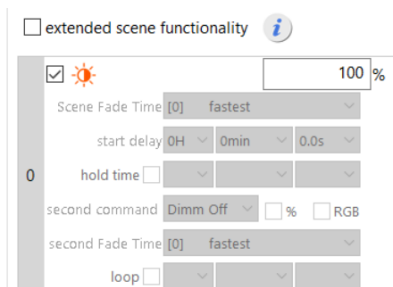 extended scene functionality i
100 %
Scene Fade Time [0] fastest
start delay 0H 0min 0.0s
0 hold time
second command Dimm Off % RGB
second Fade Time [0] fastest
loop